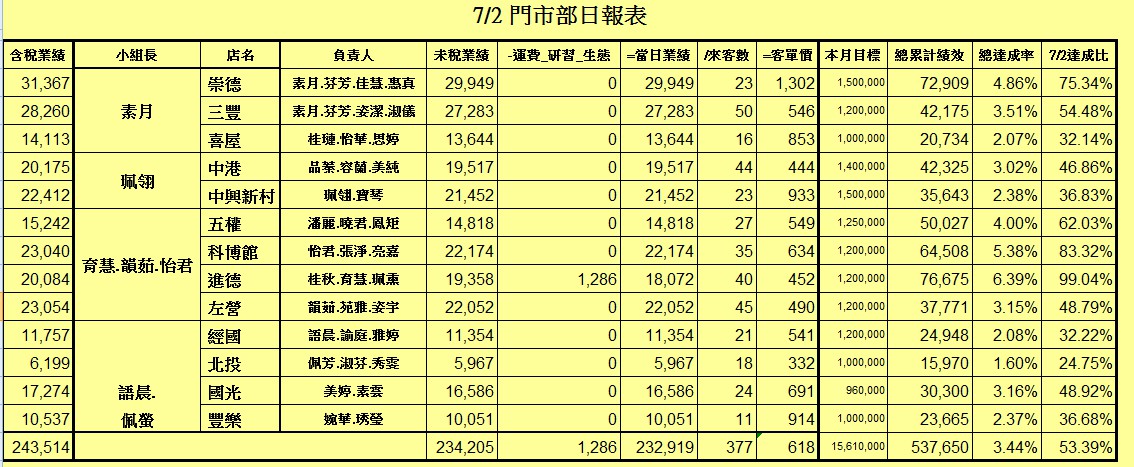 7/2 門市部日報表
含稅業績 小組長 店名 負責人 未稅業績 -運費_研習_生態 =當日業績 /來客數 =客單價 本月目標 總累計績效 總達成率 7/2達成比
31,367 素月 崇德 素月.芬芳.佳慧.惠真 29,949 0 29,949 23 1,302 1,500,000 72,909 4.86% 75.34%
28,260 三豐 素月.芬芳.姿潔.淑儀 27,283 0 27,283 50 546 1,200,000 42,175 3.51% 54.48%
14,113 喜屋 桂璉.怡華.思婷 13,644 0 13,644 16 853 1,000,000 20,734 2.07% 32.14%
20,175 珮翎 中港 品蓁.容蘭.美純 19,517 0 19,517 44 444 1,400,000 42,325 3.02% 46.86%
22,412 中興新村 珮翎.寶琴 21,452 0 21,452 23 933 1,500,000 35,643 2.38% 36.83%
15,242 育慧.韻茹.怡君 五權 潘麗.曉君.鳳矩 14,818 0 14,818 27 549 1,250,000 50,027 4.00% 62.03%
23,040 科博館 怡君.張淨.亮嘉 22,174 0 22,174 35 634 1,200,000 64,508 5.38% 83.32%
20,084 進德 桂秋.育慧.珮熏 19,358 1,286 18,072 40 452 1,200,000 76,675 6.39% 99.04%
23,054 左營 韻茹.苑雅.姿宇 22,052 0 22,052 45 490 1,200,000 37,771 3.15% 48.79%
11,757 語晨. 經國 語晨.諭庭.雅婷 11,354 0 11,354 21 541 1,200,000 24,948 2.08% 32.22%
6,199 佩螢 北投 佩芳.淑芬.秀雯 5,967 0 5,967 18 332 1,000,000 15,970 1.60% 24.75%
17,274 國光 美婷.素雲 16,586 0 16,586 24 691 960,000 30,300 3.16% 48.92%
10,537 豐樂 婉華.琇瑩 10,051 0 10,051 11 914 1,000,000 23,665 2.37% 36.68%
243,514 234,205 1,286 232,919 377 618 15,610,000 537,650 3.44% 53.39%